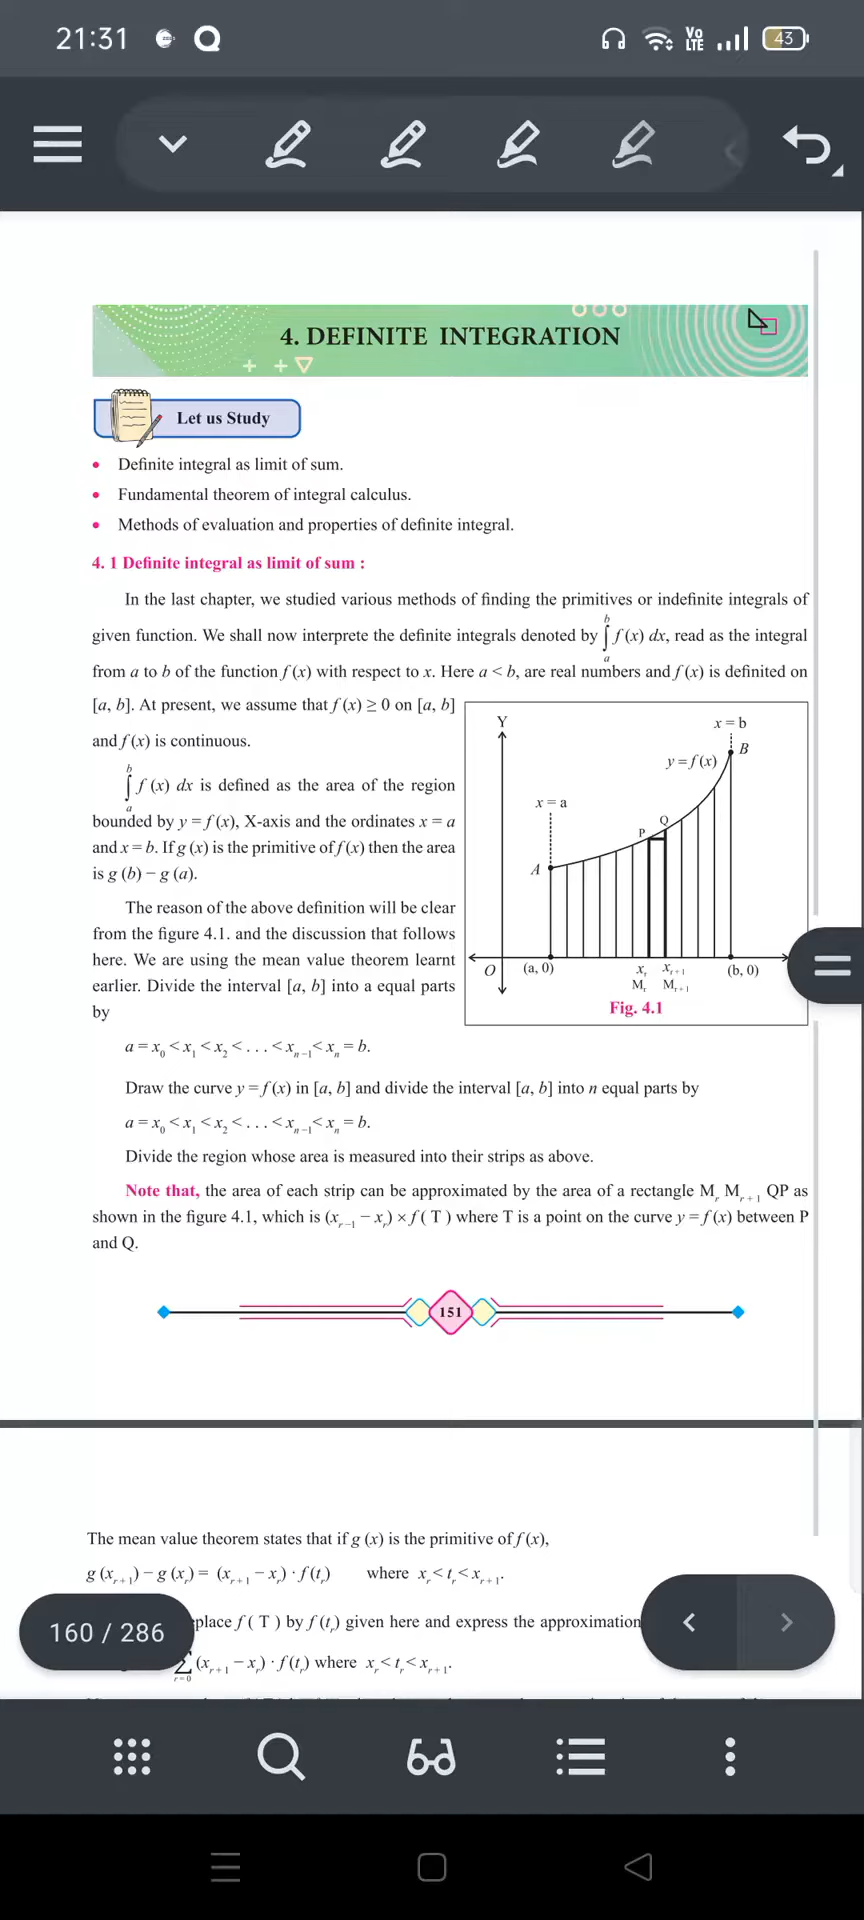 21:31
Vo LTE
43
4. DEFINITE INTEGRATION
Let us Study
• Definite integral as limit of sum.
• Fundamental theorem of integral calculus.
• Methods of evaluation and properties of definite integral.
4. 1 Definite integral as limit of sum :
In the last chapter, we studied various methods of finding the primitives or indefinite integrals of
given function. We shall now interpret the definite integrals denoted by ∫ₐᵇ f (x) dx, read as the integral
from a to b of the function f (x) with respect to x. Here a < b, are real numbers and f (x) is definited on
[a, b]. At present, we assume that f (x) ≥ 0 on [a, b]
and f (x) is continuous.
∫ₐᵇ f (x) dx is defined as the area of the region
bounded by y = f (x), X-axis and the ordinates x = a
and x = b. If g (x) is the primitive of f (x) then the area
is g (b) − g (a).
The reason of the above definition will be clear
from the figure 4.1. and the discussion that follows
here. We are using the mean value theorem learnt
earlier. Divide the interval [a, b] into a equal parts
by
Y
x = b
B
y = f (x)
x = a
Q
P
A
O
(a, 0)
xᵣ xᵣ₊₁
(b, 0)
Mᵣ Mᵣ₊₁
Fig. 4.1
a = x₀ < x₁ < x₂ < . . . < xₙ₋₁ < xₙ = b.
Draw the curve y = f (x) in [a, b] and divide the interval [a, b] into n equal parts by
a = x₀ < x₁ < x₂ < . . . < xₙ₋₁ < xₙ = b.
Divide the region whose area is measured into their strips as above.
Note that, the area of each strip can be approximated by the area of a rectangle Mᵣ Mᵣ₊₁ QP as
shown in the figure 4.1, which is (xᵣ₋₁ − xᵣ) × f ( T ) where T is a point on the curve y = f (x) between P
and Q.
151
The mean value theorem states that if g (x) is the primitive of f (x),
g (xᵣ₊₁) − g (xᵣ) = (xᵣ₊₁ − xᵣ) · f (tᵣ) where xᵣ < tᵣ < xᵣ₊₁.
place f ( T ) by f (tᵣ) given here and express the approximation
160 / 286
∑ r = 0 (xᵣ₊₁ − xᵣ) · f (tᵣ) where xᵣ < tᵣ < xᵣ₊₁.